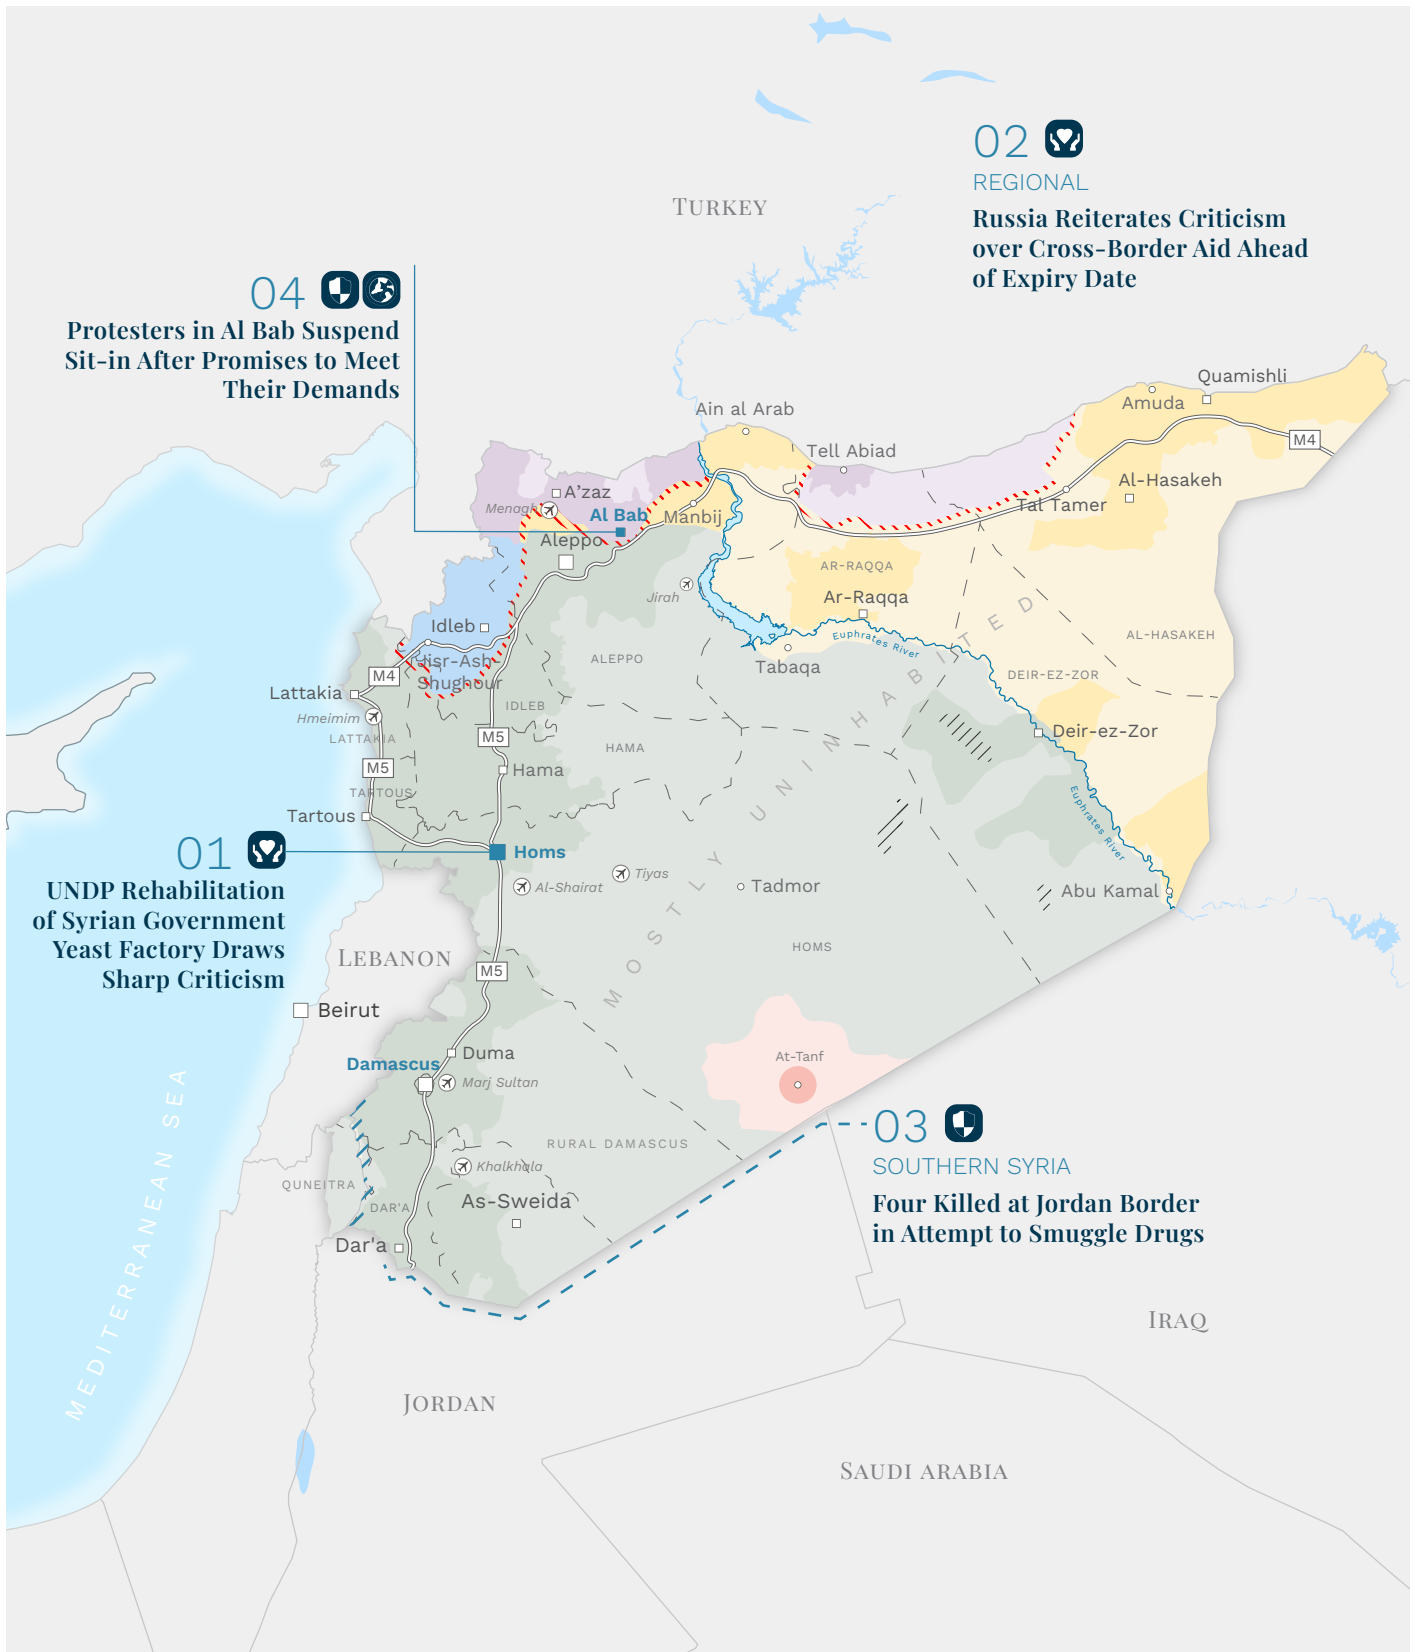 02
REGIONAL
Russia Reiterates Criticism
over Cross-Border Aid Ahead
of Expiry Date
TURKEY
04
Protesters in Al Bab Suspend
Sit-in After Promises to Meet
Their Demands
Quamishli
Amuda
Ain al Arab
M4
Tell Abiad
Al-Hasakeh
A'zaz
Menagh
Tal Tamer
Al Bab
Manbij
Aleppo
AR-RAQQA
Jirah
Ar-Raqqa
Idleb
Euphrates River
AL-HASAKEH
Jisr-Ash-
Shughour
ALEPPO
Tabaqa
M4
DEIR-EZ-ZOR
Lattakia
Hmeimim
IDLEB
LATTAKIA
M5
HAMA
Deir-ez-Zor
M5
Hama
TARTOUS
Tartous
Euphrates River
MOSTLY UNINHABITED
01
Homs
UNDP Rehabilitation
of Syrian Government
Yeast Factory Draws
Sharp Criticism
Al-Shairat
Tiyas
Tadmor
Abu Kamal
HOMS
LEBANON
M5
Beirut
Duma
Damascus
Marj Sultan
At-Tanf
MEDITERRANEAN SEA
03
SOUTHERN SYRIA
Four Killed at Jordan Border
in Attempt to Smuggle Drugs
RURAL DAMASCUS
Khalkhala
QUNEITRA
DAR'A
As-Sweida
Dar'a
IRAQ
JORDAN
SAUDI ARABIA